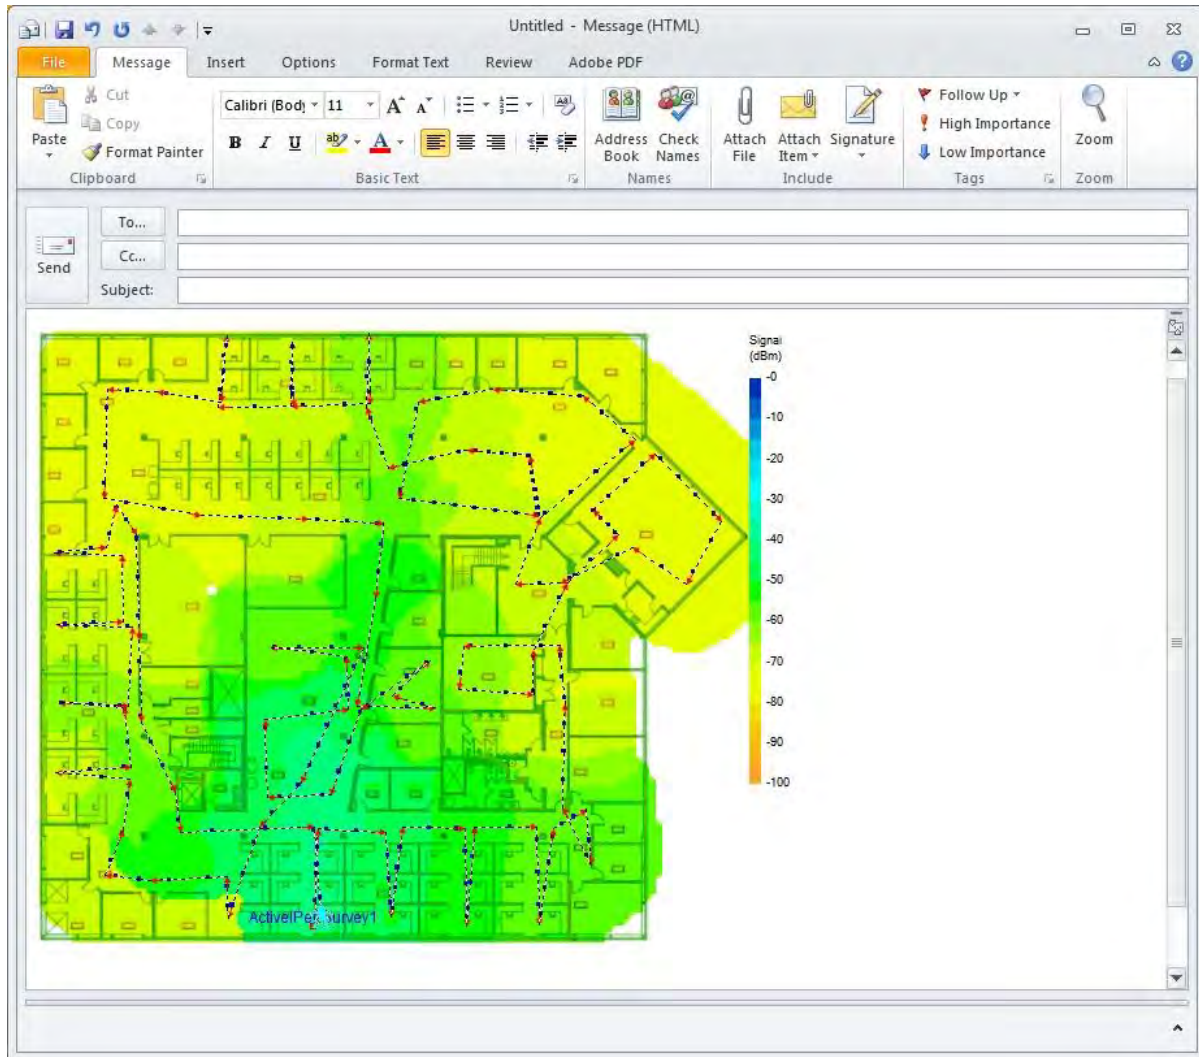 Untitled - Message (HTML)
File Message Insert Options Format Text Review Adobe PDF
Cut
Copy
Format Painter
Paste
Clipboard
Calibri (Body 11
Basic Text
Address Book
Check Names
Names
Attach File
Attach Item
Signature
Include
Follow Up
High Importance
Low Importance
Tags
Zoom
Zoom
To...
Cc...
Send
Subject:
Signal
(dBm)
-0
-10
-20
-30
-40
-50
-60
-70
-80
-90
-100